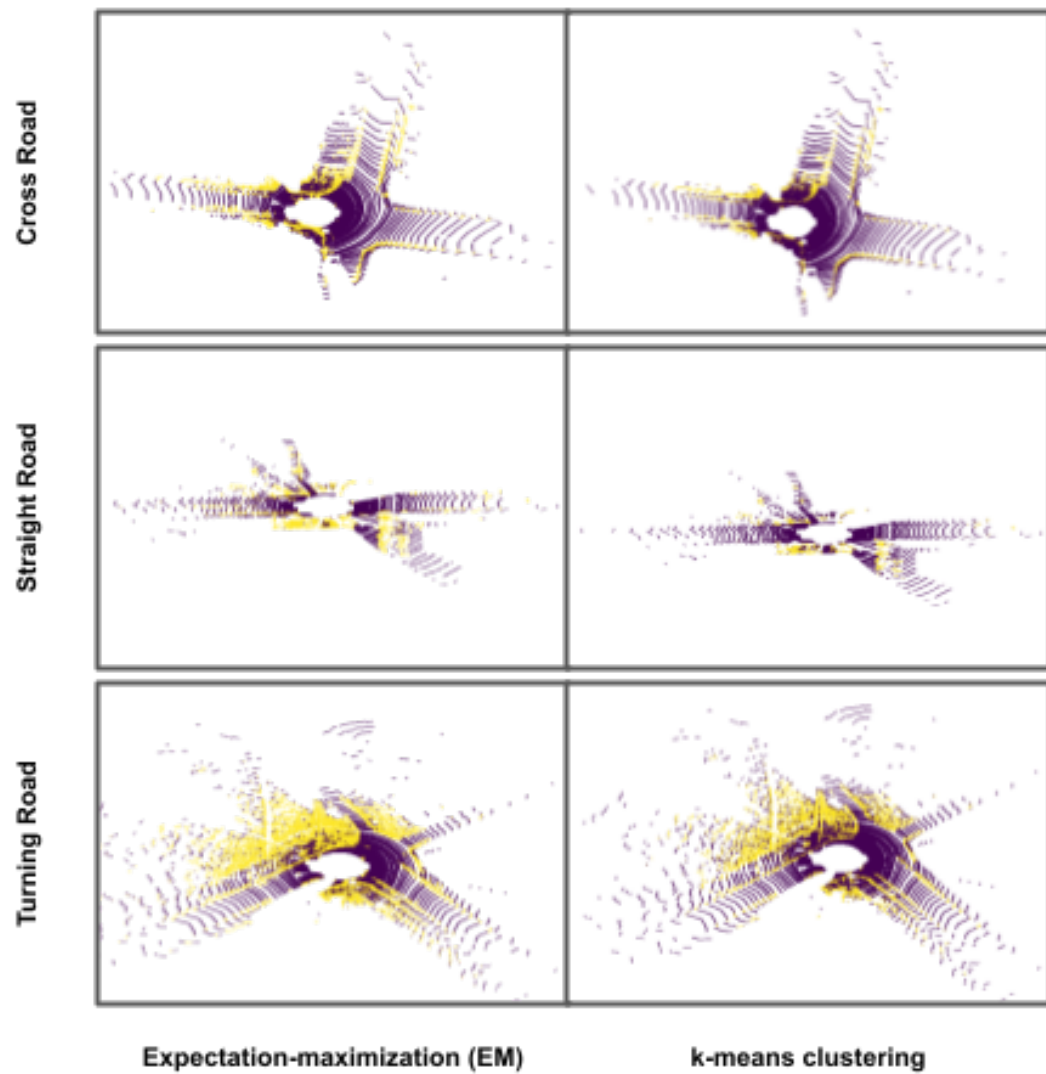 Cross Road
Straight Road
Turning Road
Expectation-maximization (EM)
k-means clustering